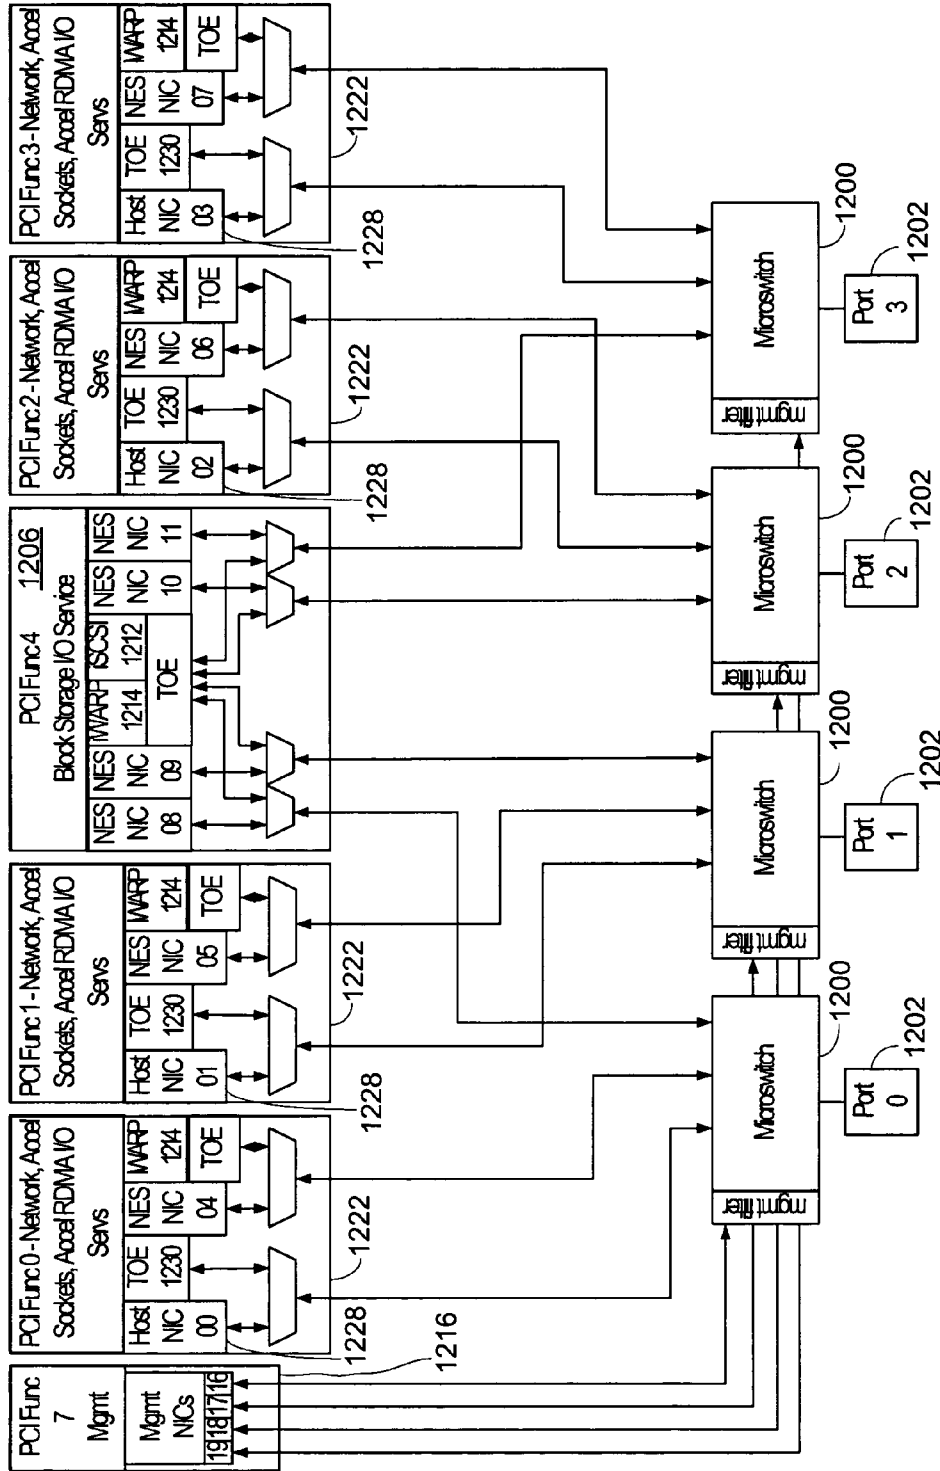 PCI Func
7
Mgmt
Mgmt
NICs
19 18 17 16
1216
PCI Func 0 - Network, Accel
Sockets, Accel RDMA I/O
Servs
Host
NIC
00
TOE
1230
NES
NIC
04
iWARP
1214
TOE
1228
1222
PCI Func 1 - Network, Accel
Sockets, Accel RDMA I/O
Servs
Host
NIC
01
TOE
1230
NES
NIC
05
iWARP
1214
TOE
1228
1222
PCI Func 4
1206
Block Storage I/O Service
NES
NIC
08
NES
NIC
09
iWARP
1214
iSCSI
1212
TOE
NES
NIC
10
NES
NIC
11
PCI Func 2 - Network, Accel
Sockets, Accel RDMA I/O
Servs
Host
NIC
02
TOE
1230
NES
NIC
06
iWARP
1214
TOE
1228
1222
PCI Func 3 - Network, Accel
Sockets, Accel RDMA I/O
Servs
Host
NIC
03
TOE
1230
NES
NIC
07
iWARP
1214
TOE
1228
1222
mgmt filter
Microswitch
1200
Port
0
1202
mgmt filter
Microswitch
1200
Port
1
1202
mgmt filter
Microswitch
1200
Port
2
1202
mgmt filter
Microswitch
1200
Port
3
1202